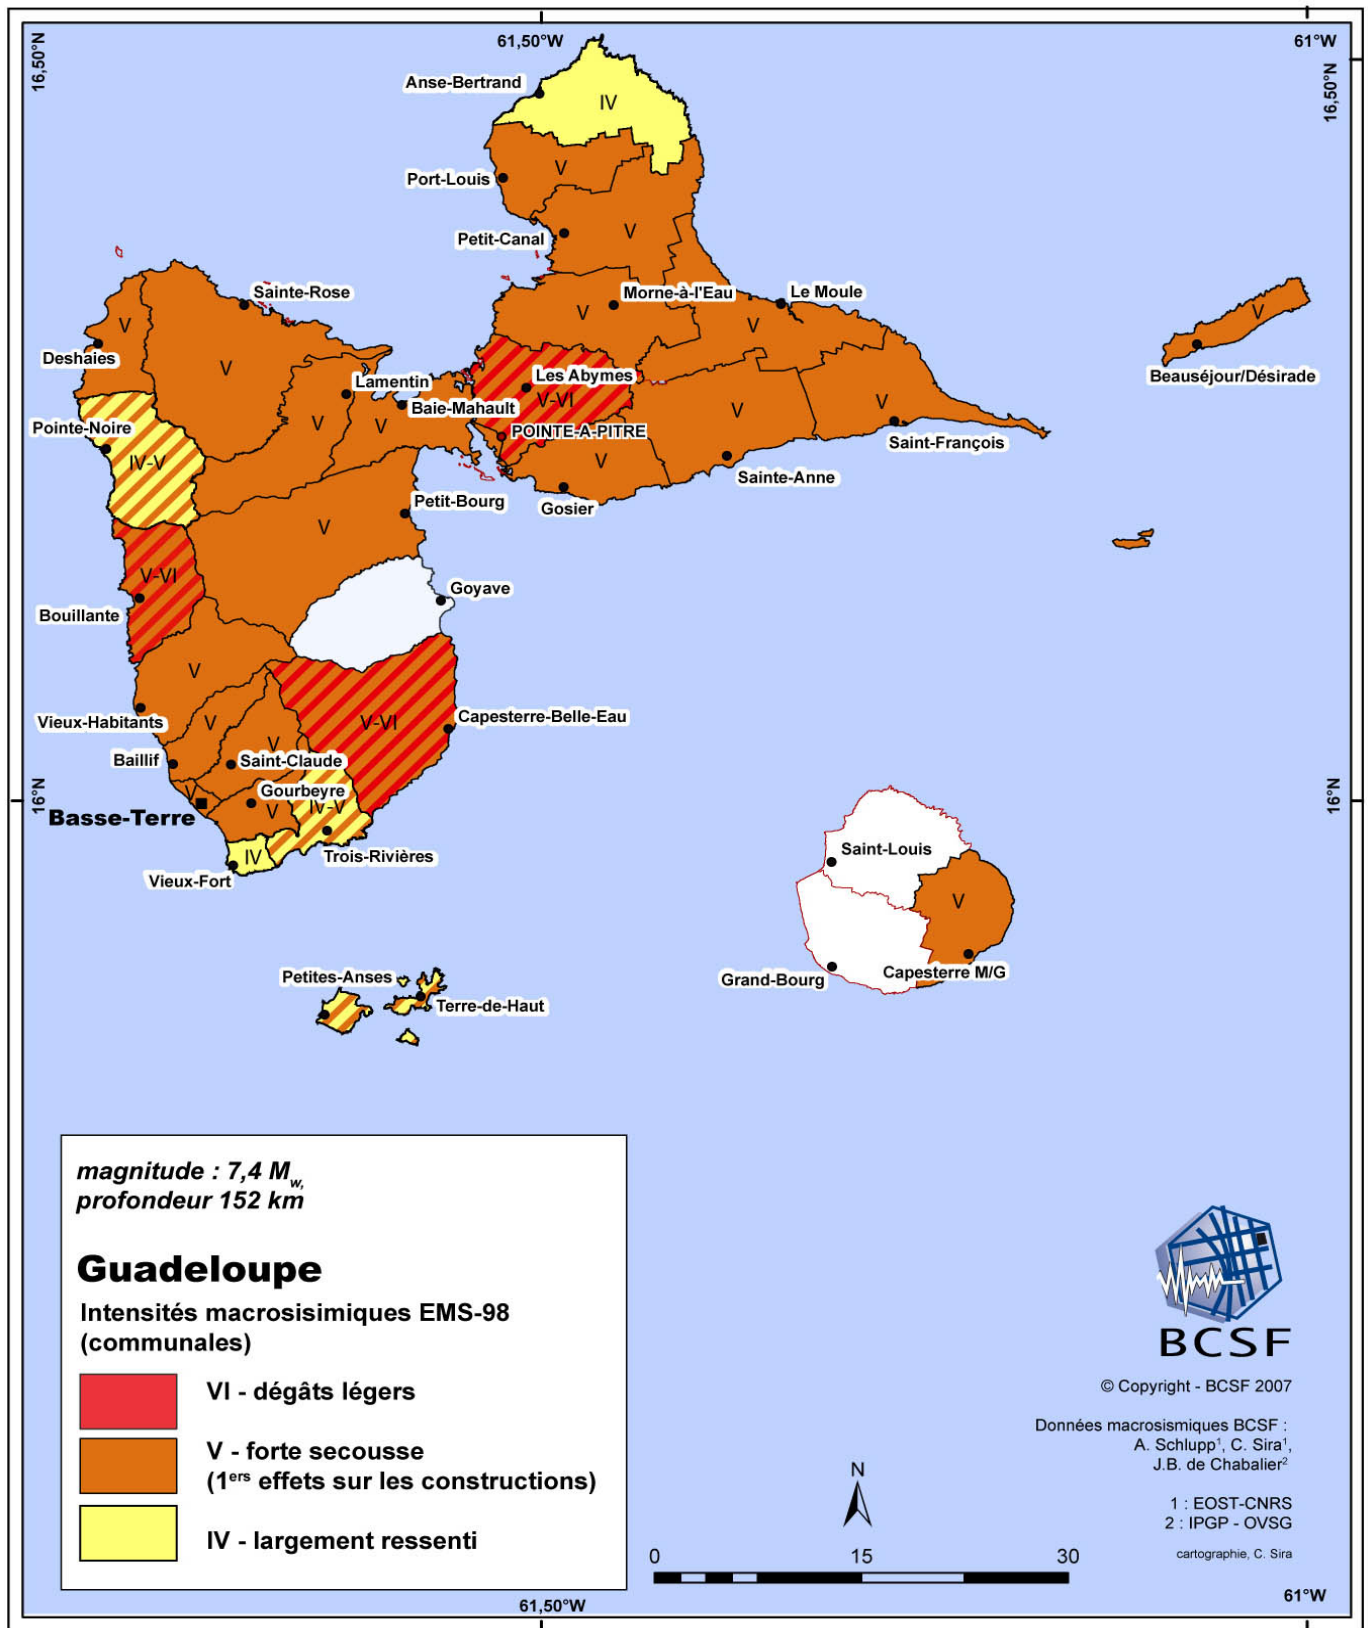 61,50°W
61°W
16,50°N
16,50°N
Anse-Bertrand
IV
V
Port-Louis
V
Petit-Canal
Sainte-Rose
Morne-à-l'Eau
Le Moule
V
V
V
V
Deshaies
V
Beauséjour/Désirade
Lamentin
Les Abymes
Baie-Mahault
V-VI
V
V
V
V
Pointe-Noire
POINTE-A-PITRE
Saint-François
IV-V
V
Sainte-Anne
Petit-Bourg
Gosier
V
V-VI
Goyave
Bouillante
V
Vieux-Habitants
V
V-VI
Capesterre-Belle-Eau
V
Baillif
Saint-Claude
16°N
16°N
V
Gourbeyre
IV-V
V
Basse-Terre
IV
Trois-Rivières
Vieux-Fort
Saint-Louis
V
Petites-Anses
Terre-de-Haut
Grand-Bourg
Capesterre M/G
magnitude : 7,4 Mw,
profondeur 152 km
Guadeloupe
Intensités macrosisimiques EMS-98
(communales)
VI - dégâts légers
V - forte secousse
(1ers effets sur les constructions)
IV - largement ressenti
BCSF
© Copyright - BCSF 2007
Données macrosismiques BCSF :
A. Schlupp1, C. Sira1,
J.B. de Chabalier2
1 : EOST-CNRS
2 : IPGP - OVSG
cartographie, C. Sira
N
0 15 30
61,50°W
61°W